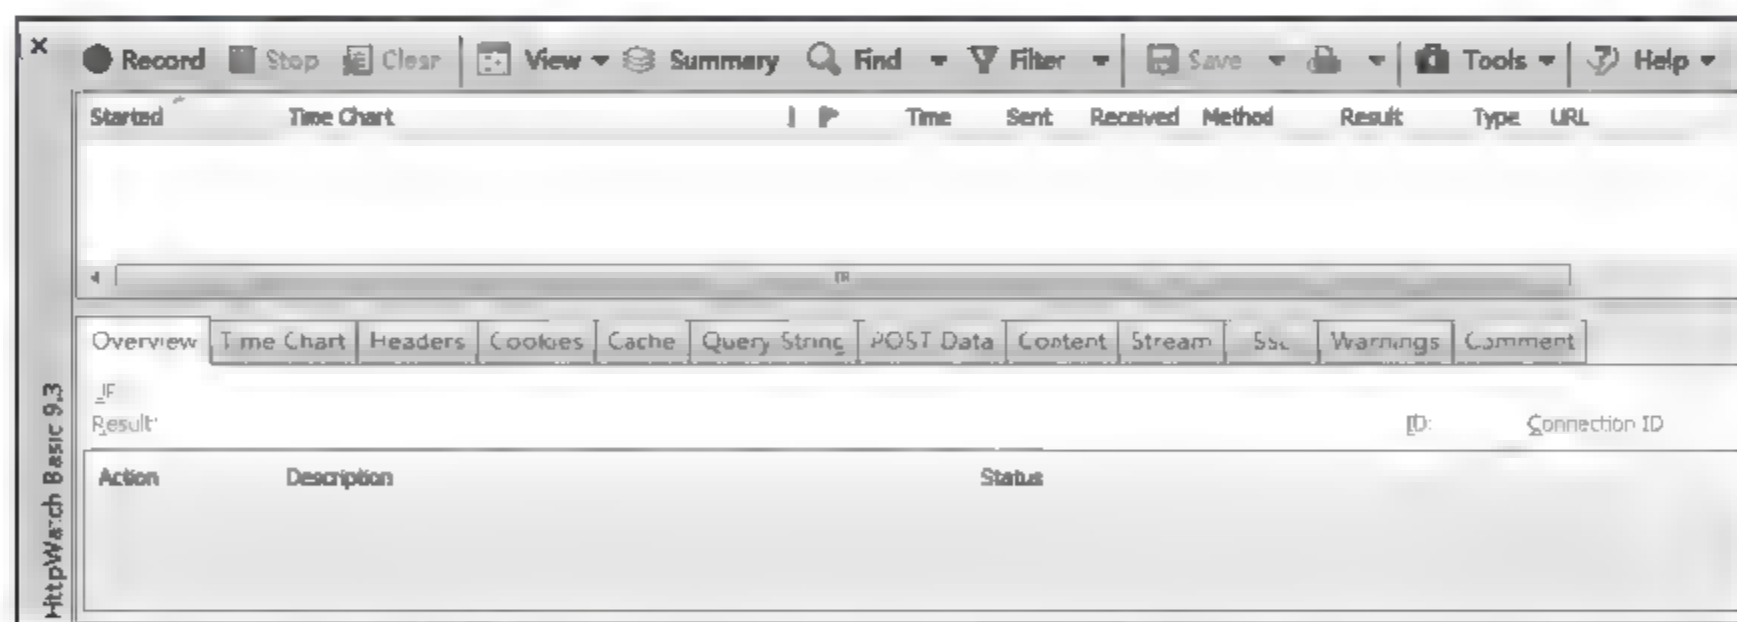 Record Stop Clear View Summary Find Filter Save Tools Help
Started Time Chart ! Time Sent Received Method Result Type URL
Overview Time Chart Headers Cookies Cache Query String POST Data Content Stream SSL Warnings Comment
Result: ID: Connection ID
Action Description Status
HttpWatch Basic 9.3